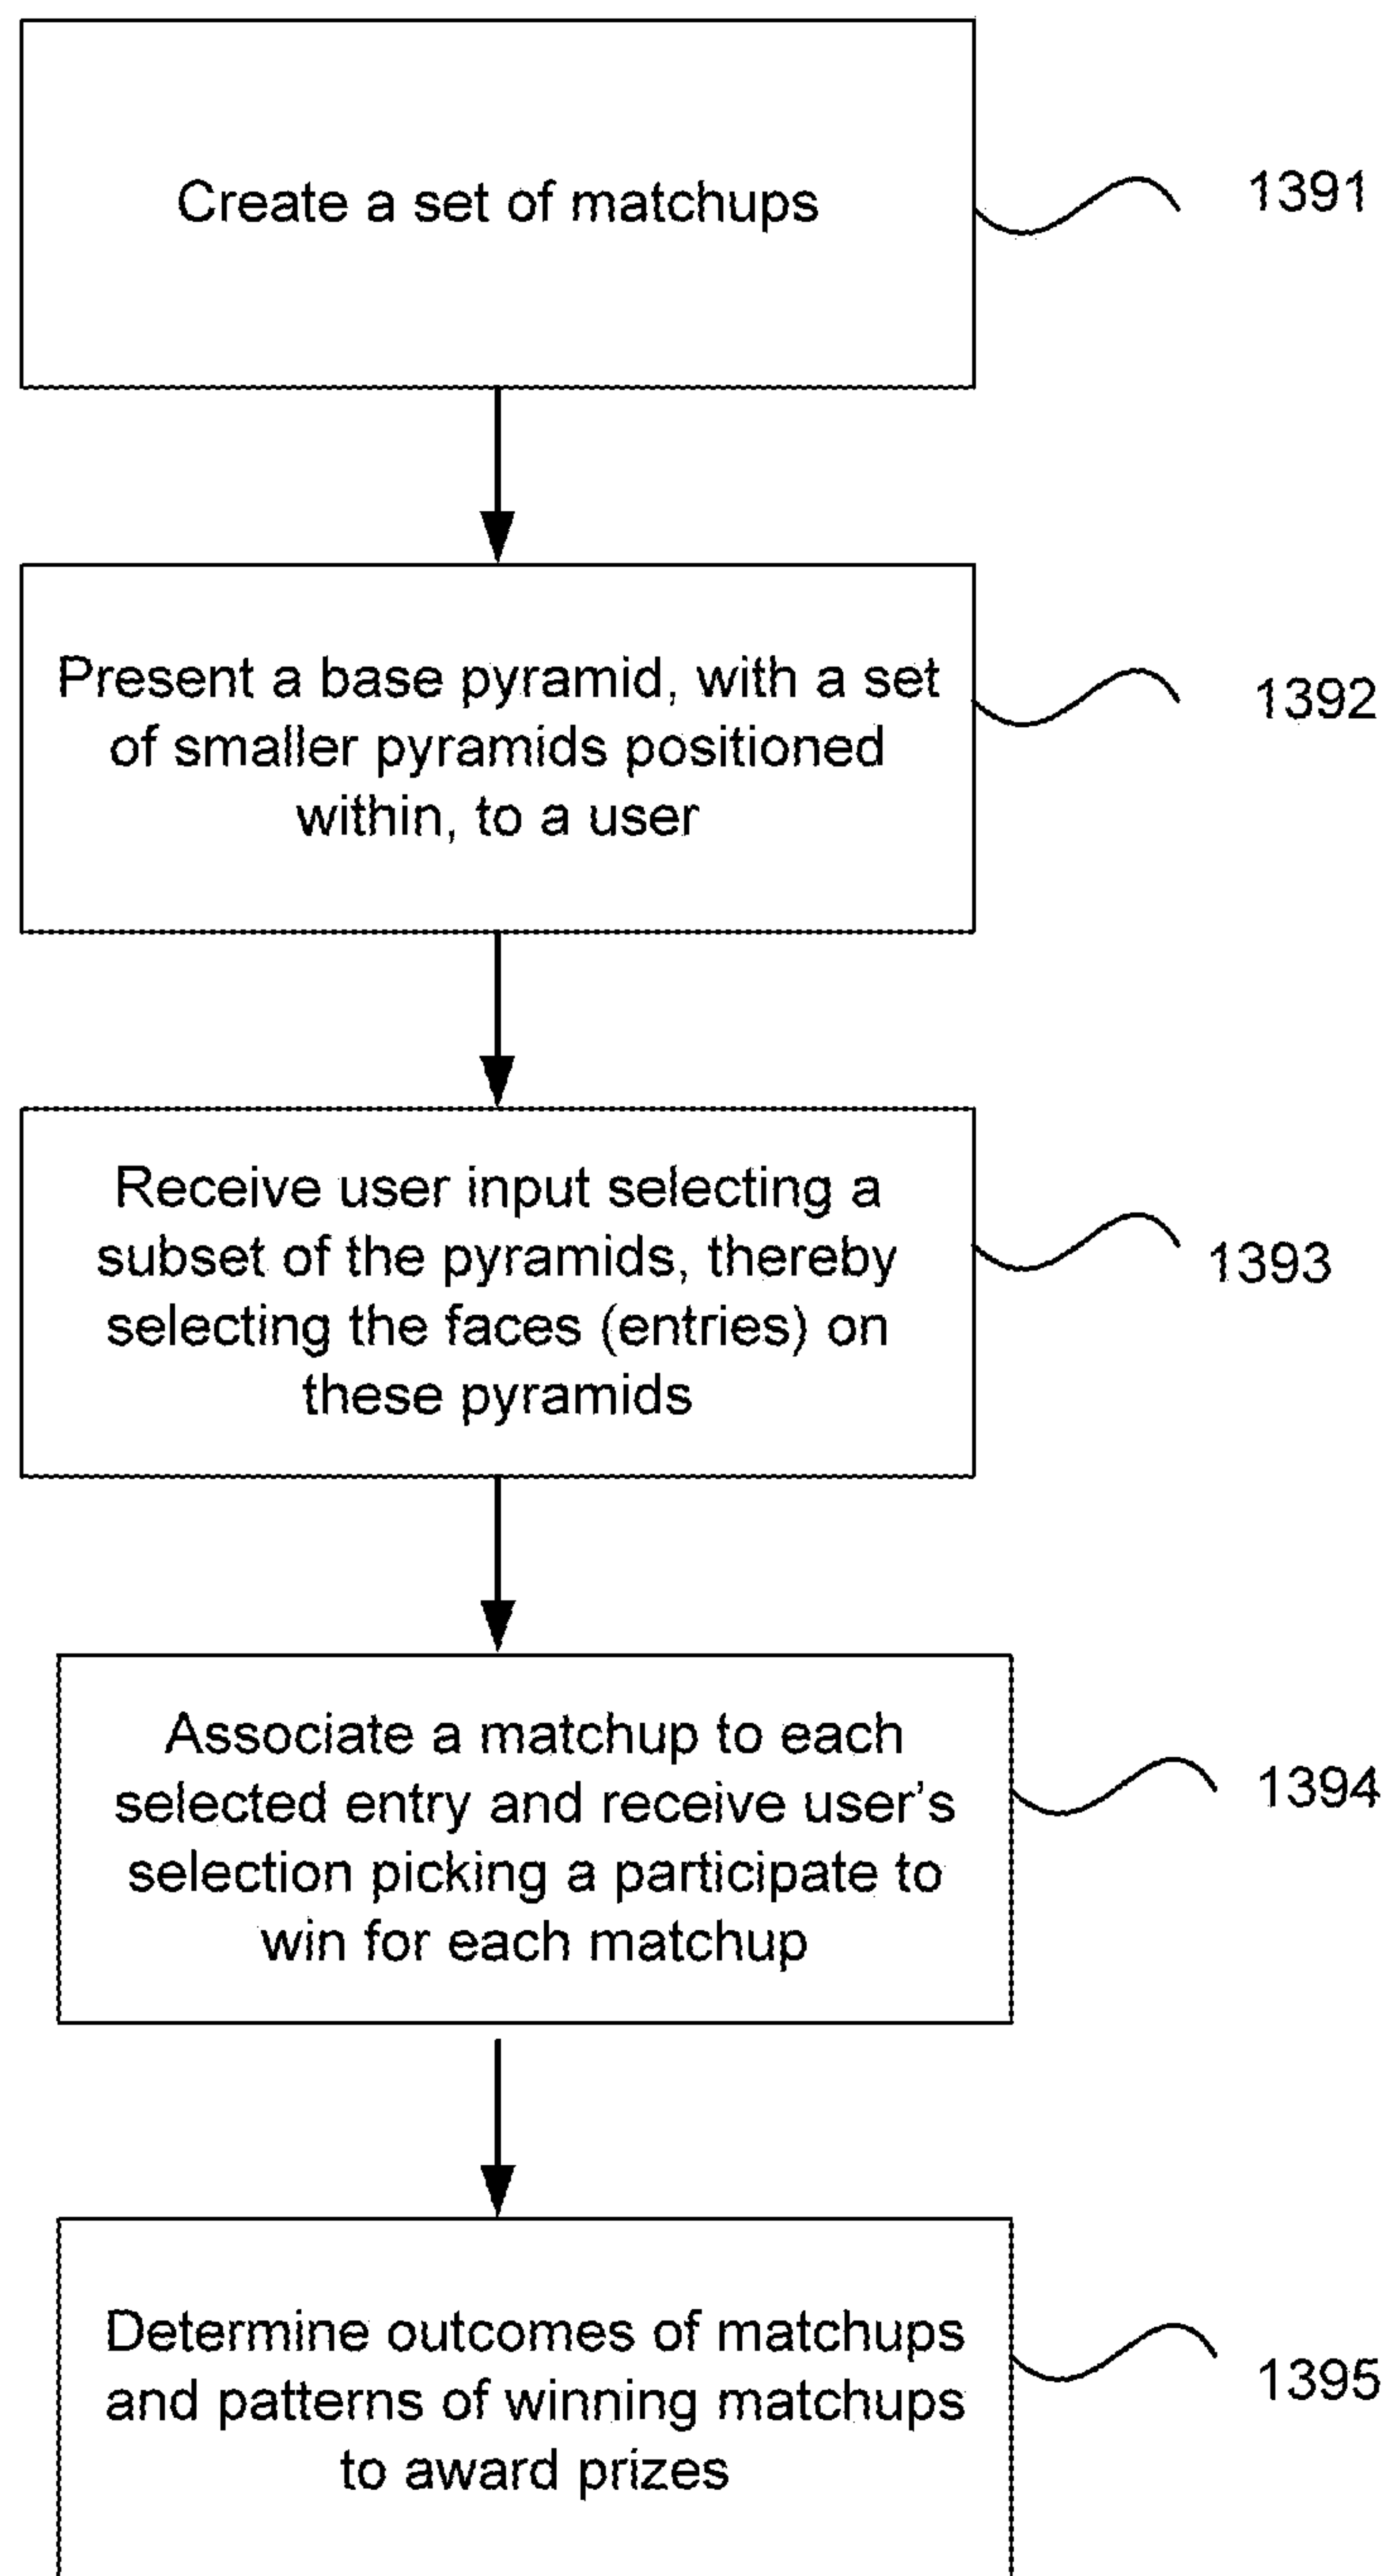 Create a set of matchups
1391
Present a base pyramid, with a set
of smaller pyramids positioned
within, to a user
1392
Receive user input selecting a
subset of the pyramids, thereby
selecting the faces (entries) on
these pyramids
1393
Associate a matchup to each
selected entry and receive user's
selection picking a participate to
win for each matchup
1394
Determine outcomes of matchups
and patterns of winning matchups
to award prizes
1395